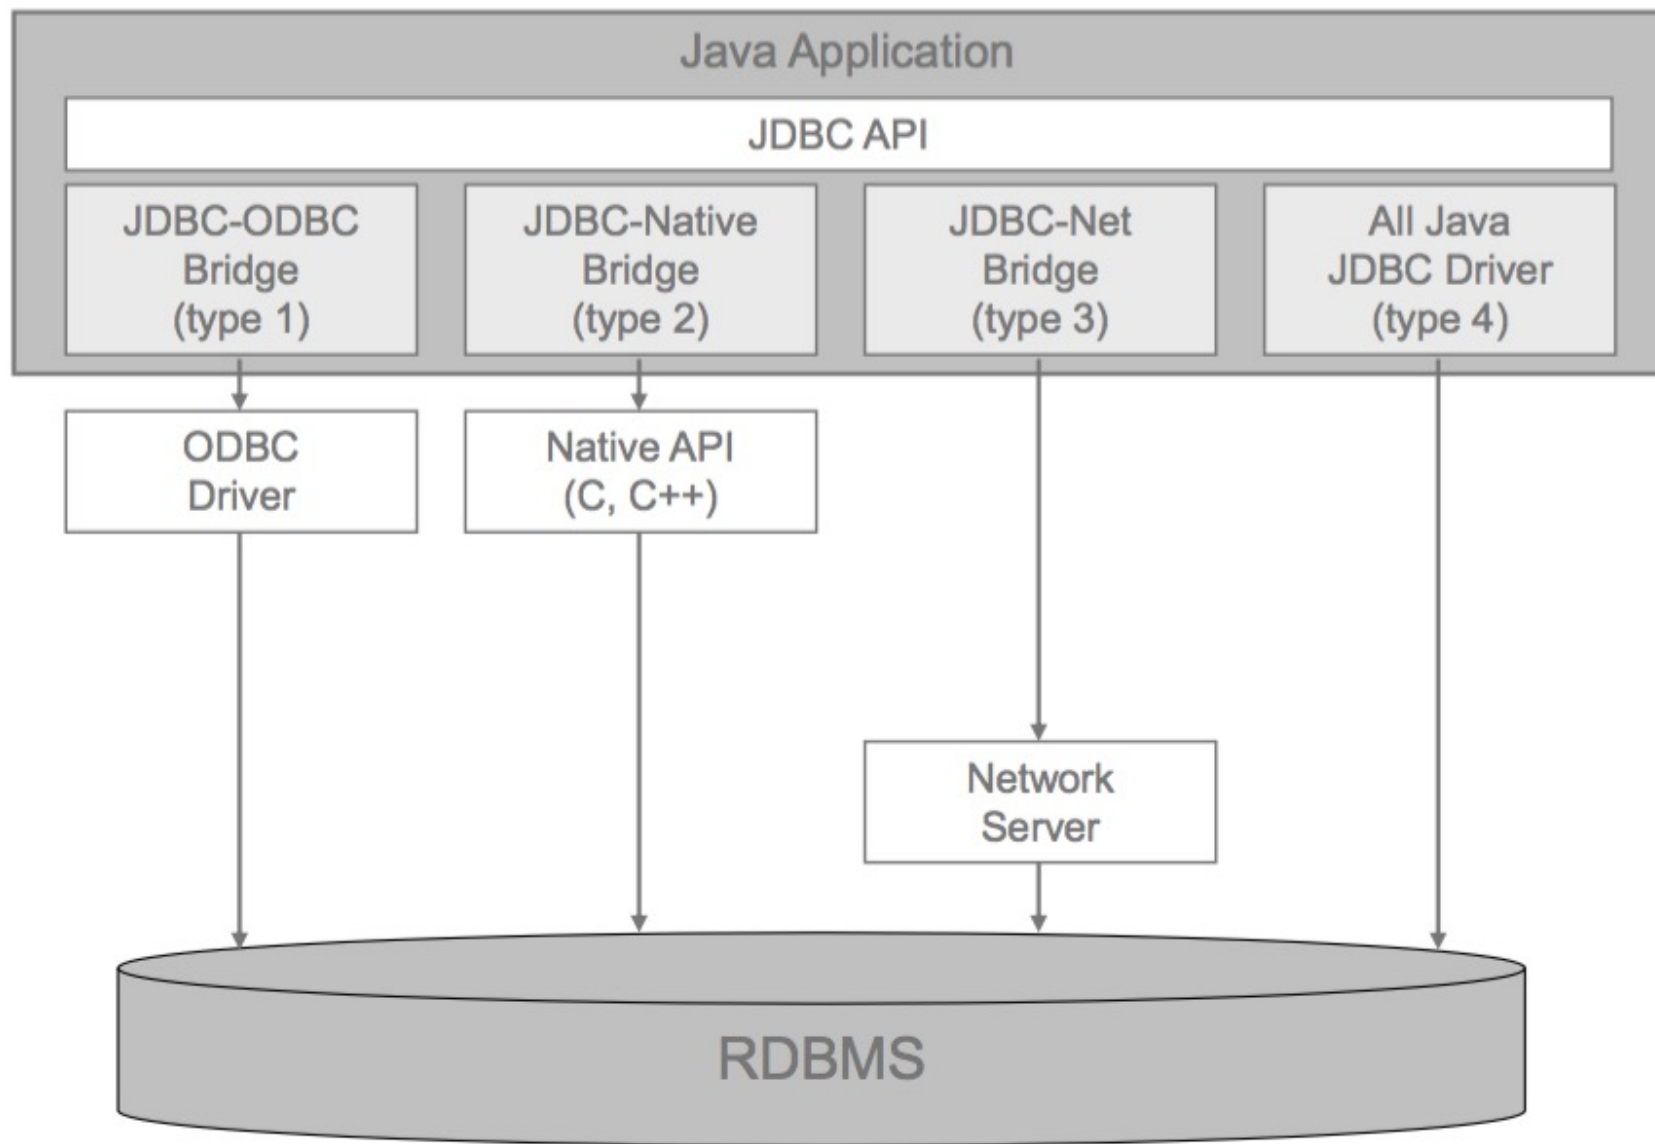 Java Application
JDBC API
JDBC-ODBC
Bridge
(type 1)
JDBC-Native
Bridge
(type 2)
JDBC-Net
Bridge
(type 3)
All Java
JDBC Driver
(type 4)
ODBC
Driver
Native API
(C, C++)
Network
Server
RDBMS